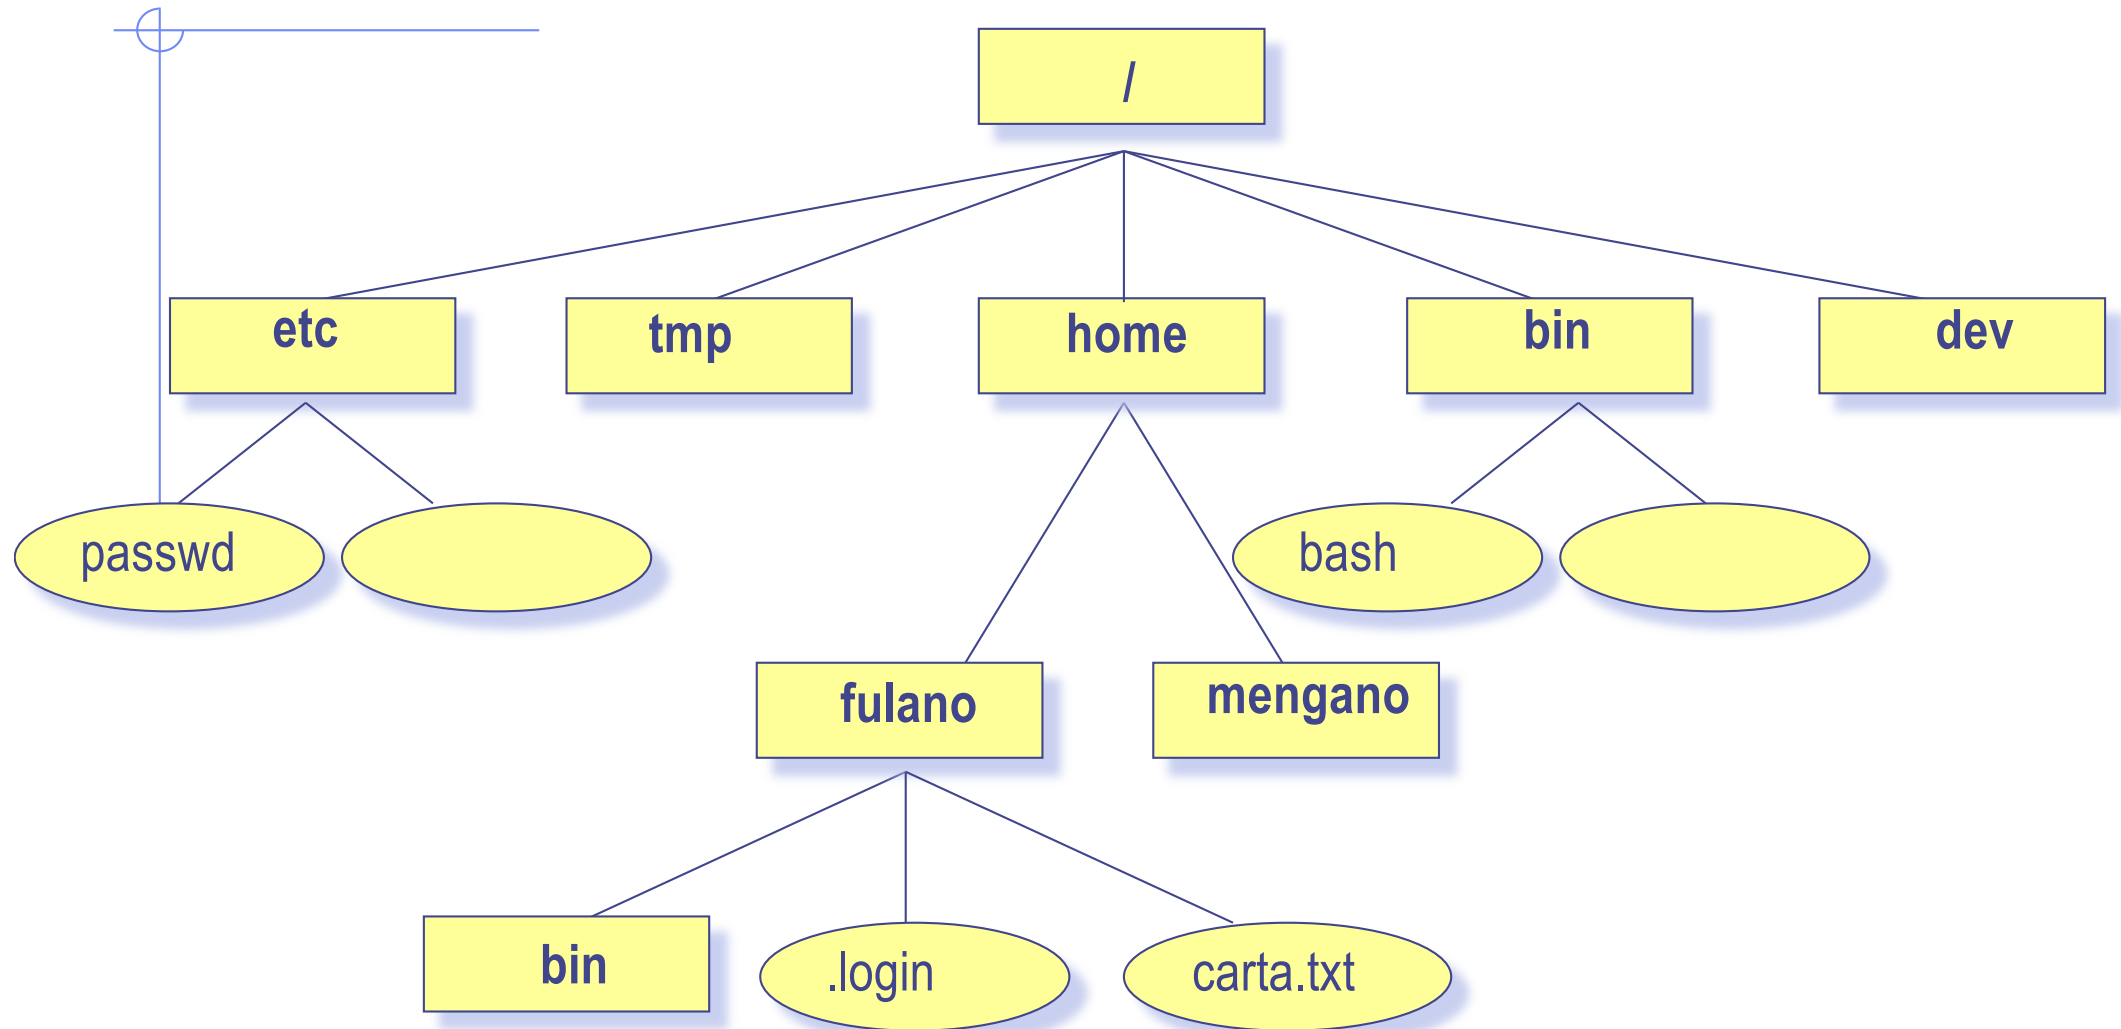 /
etc
tmp
home
bin
dev
passwd
bash
fulano
mengano
bin
.login
carta.txt